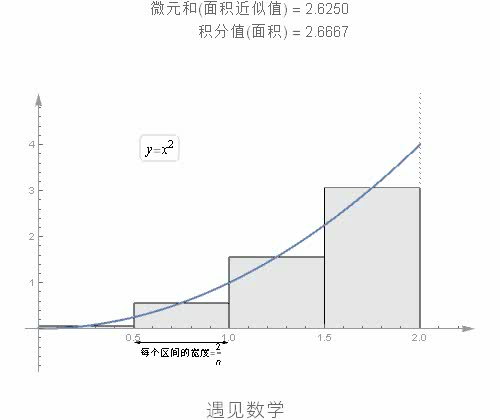 微元和(面积近似值) = 2.6250
积分值(面积) = 2.6667
4
y=x²
3
2
1
0.5
1.0
1.5
2.0
每个区间的宽度=2/n
遇见数学